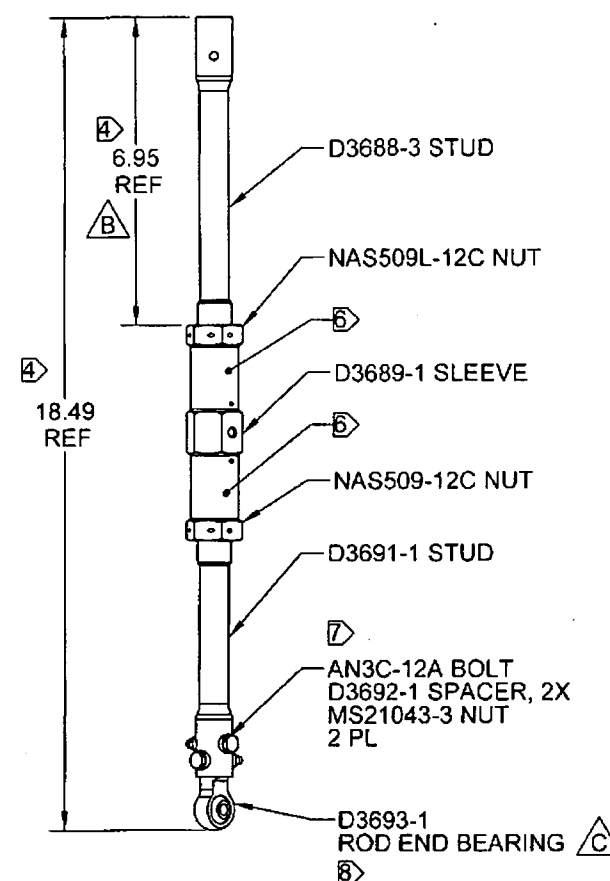 4
6.95
REF
B
D3688-3 STUD
NAS509L-12C NUT
6
4
D3689-1 SLEEVE
18.49
REF
6
NAS509-12C NUT
D3691-1 STUD
7
AN3C-12A BOLT
D3692-1 SPACER, 2X
MS21043-3 NUT
2 PL
D3693-1
ROD END BEARING
C
8